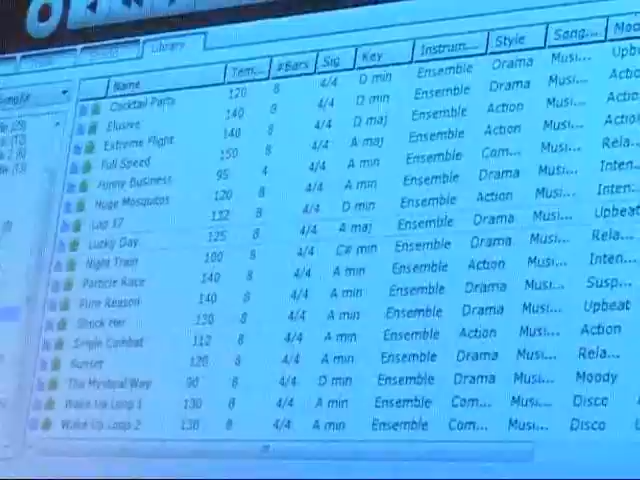 Library
Name Tem... #Bars Sig Key Instrum... Style Song... Moo
Cocktail Party 120 8 4/4 D min Ensemble Drama Musi... Upb
Elusive 140 8 4/4 D min Ensemble Drama Musi... Actio
Extreme Flight 140 8 4/4 D maj Ensemble Action Musi... Actio
Full Speed 150 8 4/4 A maj Ensemble Action Musi... Actio
Funny Business 95 4 4/4 A min Ensemble Com... Musi... Rela...
Huge Mosquitos 120 8 4/4 A min Ensemble Drama Musi... Inten...
Lap 37 132 8 4/4 D min Ensemble Action Musi... Inten...
Lucky Day 125 8 4/4 A maj Ensemble Drama Musi... Upbeat
Night Train 100 8 4/4 C# min Ensemble Drama Musi... Rela...
Particle Race 140 8 4/4 A min Ensemble Action Musi... Inten...
Pure Reason 140 8 4/4 A min Ensemble Drama Musi... Susp...
Shock Her 130 8 4/4 A min Ensemble Drama Musi... Upbeat
Single Combat 112 8 4/4 A min Ensemble Action Musi... Action
Sunset 120 8 4/4 A min Ensemble Drama Musi... Rela...
The Mystical Way 90 8 4/4 D min Ensemble Drama Musi... Moody
Wake Up Loop 1 130 8 4/4 A min Ensemble Com... Musi... Disco
Wake Up Loop 2 130 8 4/4 A min Ensemble Com... Musi... Disco